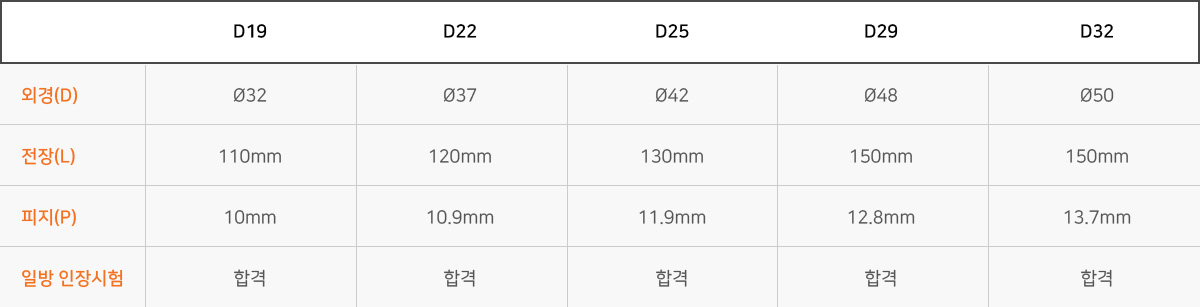 D19 D22 D25 D29 D32
외경(D) Ø32 Ø37 Ø42 Ø48 Ø50
전장(L) 110mm 120mm 130mm 150mm 150mm
피지(P) 10mm 10.9mm 11.9mm 12.8mm 13.7mm
일방 인장시험 합격 합격 합격 합격 합격